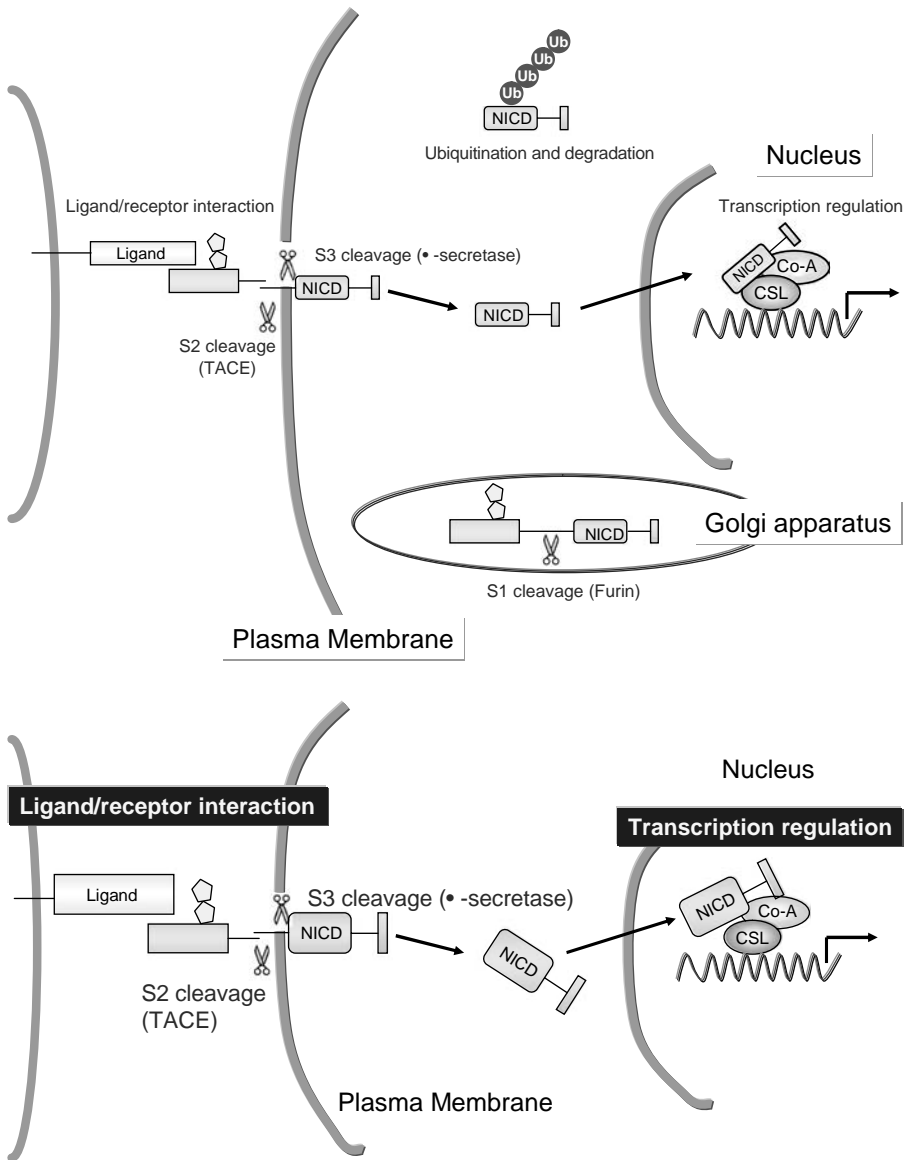 Ub
Ub
Ub
Ub
NICD
Ubiquitination and degradation
Nucleus
Ligand/receptor interaction
Transcription regulation
Ligand
S3 cleavage (• -secretase)
NICD
NICD
NICD
Co-A
CSL
S2 cleavage
(TACE)
NICD
Golgi apparatus
S1 cleavage (Furin)
Plasma Membrane
Nucleus
Ligand/receptor interaction
Transcription regulation
Ligand
S3 cleavage (• -secretase)
NICD
NICD
NICD
Co-A
CSL
S2 cleavage
(TACE)
Plasma Membrane